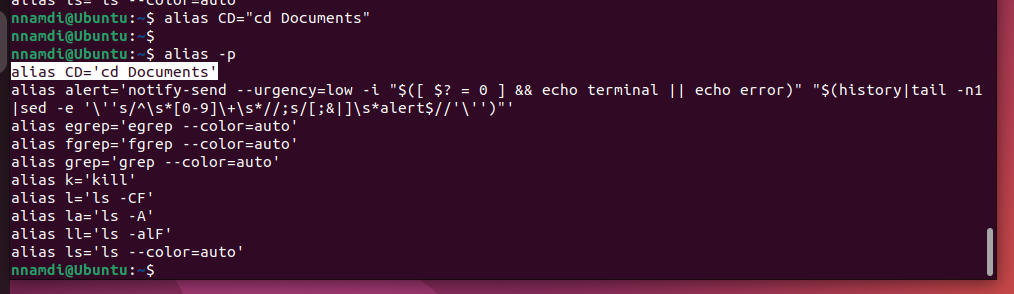 alias ls='ls --color=auto'
nnamdi@Ubuntu:~$ alias CD="cd Documents"
nnamdi@Ubuntu:~$
nnamdi@Ubuntu:~$ alias -p
alias CD='cd Documents'
alias alert='notify-send --urgency=low -i "$([ $? = 0 ] && echo terminal || echo error)" "$(history|tail -n1
|sed -e '\''s/^\s*[0-9]\+\s*//;s/[;&|]\s*alert$//'\'')"'
alias egrep='egrep --color=auto'
alias fgrep='fgrep --color=auto'
alias grep='grep --color=auto'
alias k='kill'
alias l='ls -CF'
alias la='ls -A'
alias ll='ls -alF'
alias ls='ls --color=auto'
nnamdi@Ubuntu:~$